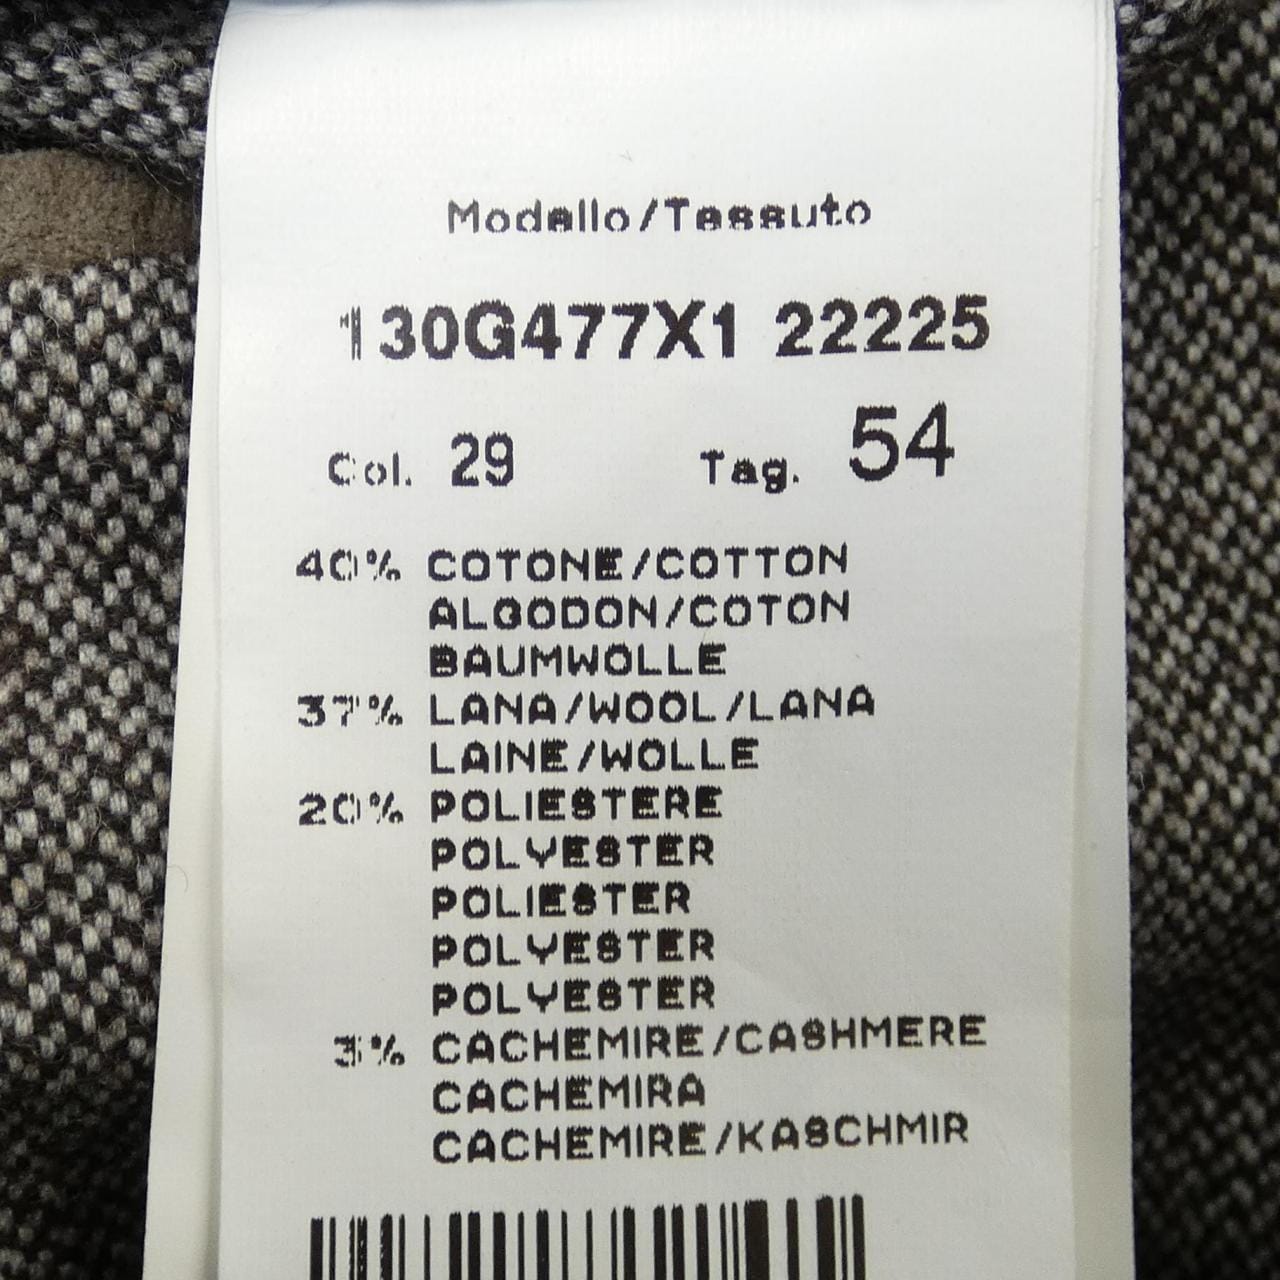 Modello/Tessuto
130G477X1 22225
Col. 29 Tag. 54
40% COTONE/COTTON
ALGODON/COTON
BAUMWOLLE
37% LANA/WOOL/LANA
LAINE/WOLLE
20% POLIESTERE
POLYESTER
POLIESTER
POLYESTER
POLYESTER
3% CACHEMIRE/CASHMERE
CACHEMIRA
CACHEMIRE/KASCHMIR